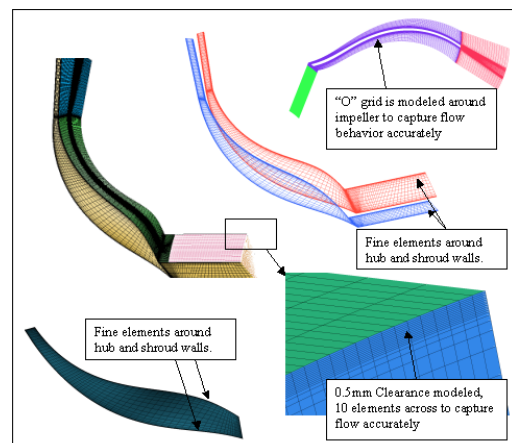 “O” grid is modeled around
impeller to capture flow
behavior accurately
Fine elements around
hub and shroud walls.
Fine elements around
hub and shroud walls.
0.5mm Clearance modeled,
10 elements across to capture
flow accurately